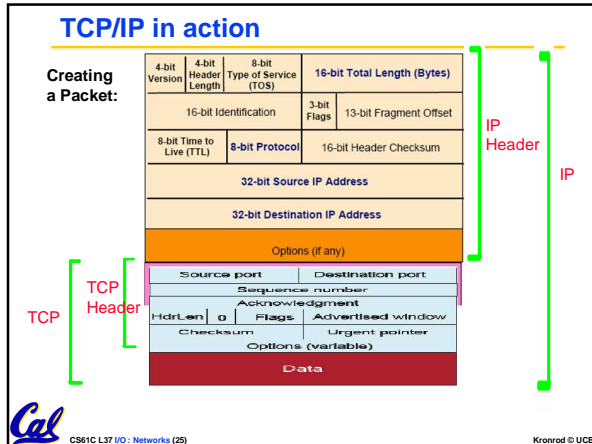 TCP/IP in action
Creating
a Packet:
4-bit Version
4-bit Header Length
8-bit Type of Service (TOS)
16-bit Total Length (Bytes)
16-bit Identification
3-bit Flags
13-bit Fragment Offset
8-bit Time to Live (TTL)
8-bit Protocol
16-bit Header Checksum
32-bit Source IP Address
32-bit Destination IP Address
Options (if any)
IP
Header
IP
TCP
Header
TCP
Source port
Destination port
Sequence number
Acknowledgment
HdrLen
0
Flags
Advertised window
Checksum
Urgent pointer
Options (variable)
Data
Cal
CS61C L37 I/O : Networks (25)
Kronrod © UCB